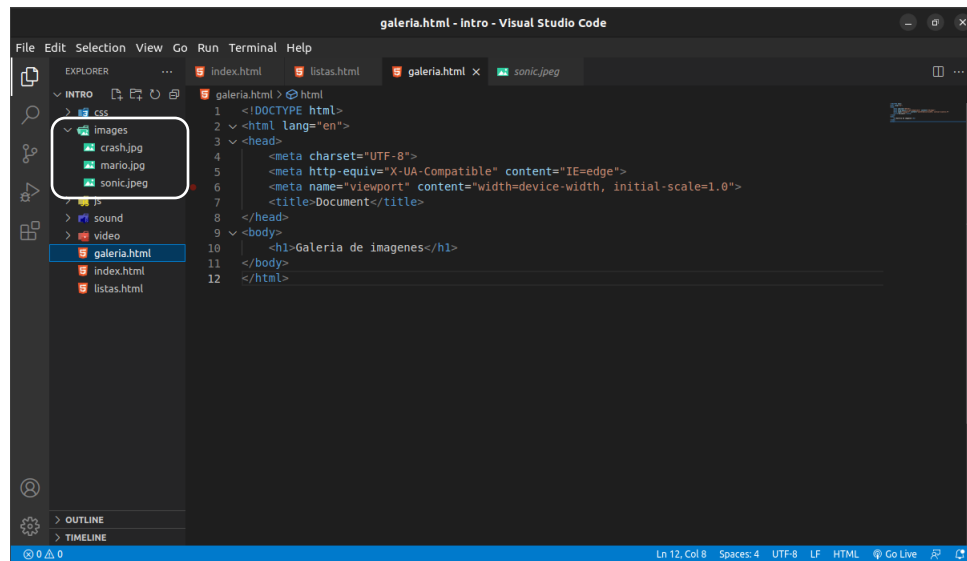 galeria.html - intro - Visual Studio Code
File Edit Selection View Go Run Terminal Help
EXPLORER
INTRO
css
images
crash.jpg
mario.jpg
sonic.jpeg
js
sound
video
galeria.html
index.html
listas.html
OUTLINE
TIMELINE
index.html listas.html galeria.html sonic.jpeg
galeria.html > html
1 <!DOCTYPE html>
2 <html lang="en">
3 <head>
4 <meta charset="UTF-8">
5 <meta http-equiv="X-UA-Compatible" content="IE=edge">
6 <meta name="viewport" content="width=device-width, initial-scale=1.0">
7 <title>Document</title>
8 </head>
9 <body>
10 <h1>Galeria de imagenes</h1>
11 </body>
12 </html>
0 0 Ln 12, Col 8 Spaces: 4 UTF-8 LF HTML Go Live